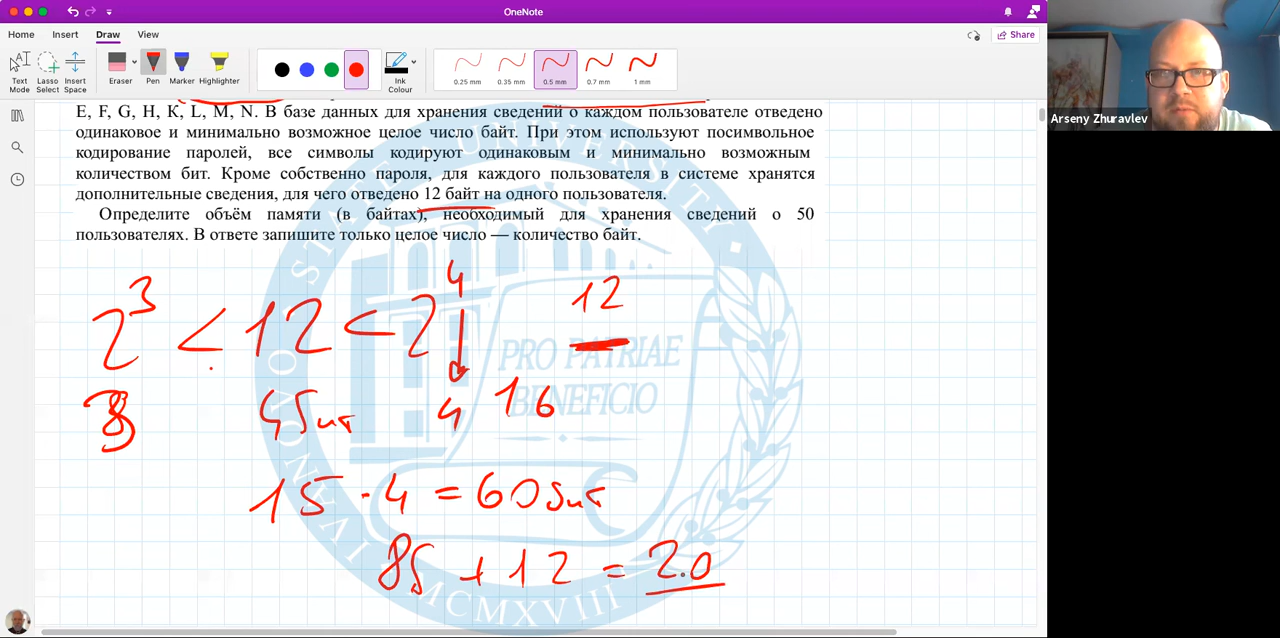 OneNote
Home Insert Draw View
Share
Text Mode Lasso Select Insert Space Eraser Pen Marker Highlighter Ink Colour 0.25 mm 0.35 mm 0.5 mm 0.7 mm 1 mm
Arseny Zhuravlev
E, F, G, H, K, L, M, N. В базе данных для хранения сведений о каждом пользователе отведено
одинаковое и минимально возможное целое число байт. При этом используют посимвольное
кодирование паролей, все символы кодируют одинаковым и минимально возможным
количеством бит. Кроме собственно пароля, для каждого пользователя в системе хранятся
дополнительные сведения, для чего отведено 12 байт на одного пользователя.
Определите объём памяти (в байтах), необходимый для хранения сведений о 50
пользователях. В ответе запишите только целое число — количество байт.
2³ < 12 < 2⁴ 12
8 4 бит 4 16
15 · 4 = 60 бит
8Б + 12 = 20
PRO PATRIAE
BENEFICIO
MCMXVIII